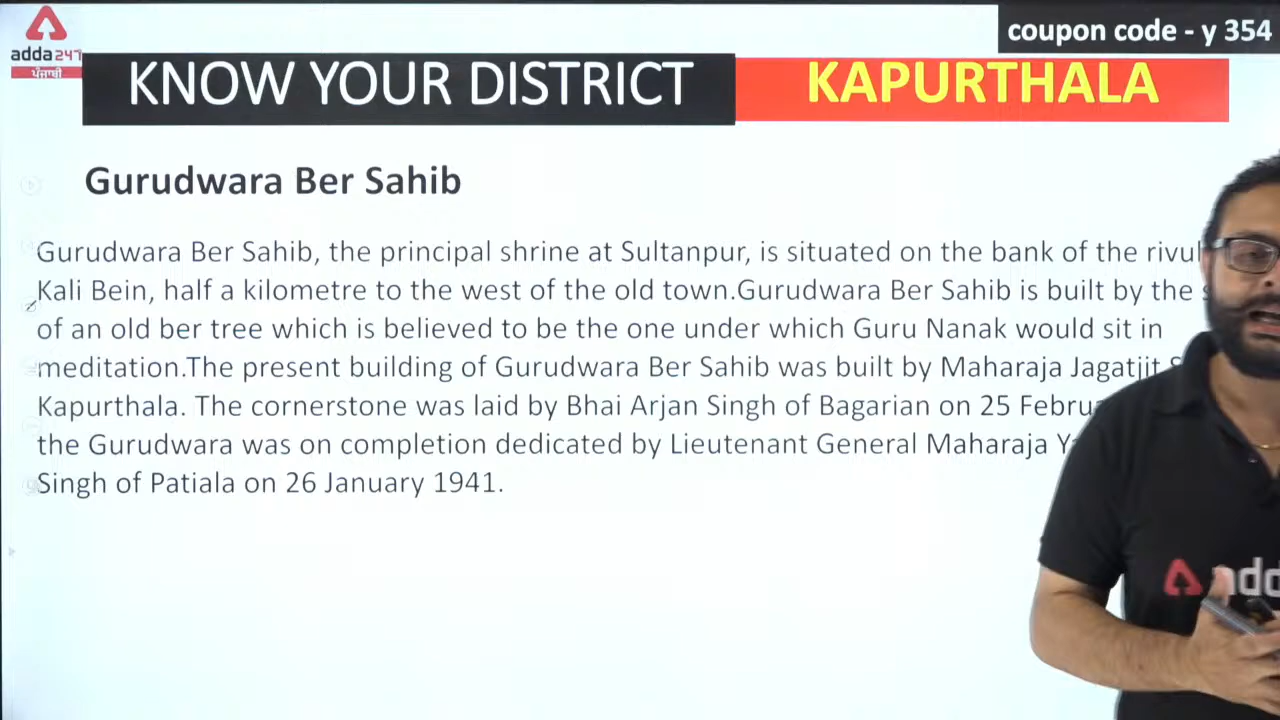 coupon code - y 354
adda247
ਪੰਜਾਬੀ
KNOW YOUR DISTRICT
KAPURTHALA
Gurudwara Ber Sahib
Gurudwara Ber Sahib, the principal shrine at Sultanpur, is situated on the bank of the
Kali Bein, half a kilometre to the west of the old town.Gurudwara Ber Sahib is built by the
of an old ber tree which is believed to be the one under which Guru Nanak would sit in
meditation.The present building of Gurudwara Ber Sahib was built by Maharaja Jagatjit
Kapurthala. The cornerstone was laid by Bhai Arjan Singh of Bagarian on 25
the Gurudwara was on completion dedicated by Lieutenant General Maharaja
Singh of Patiala on 26 January 1941.